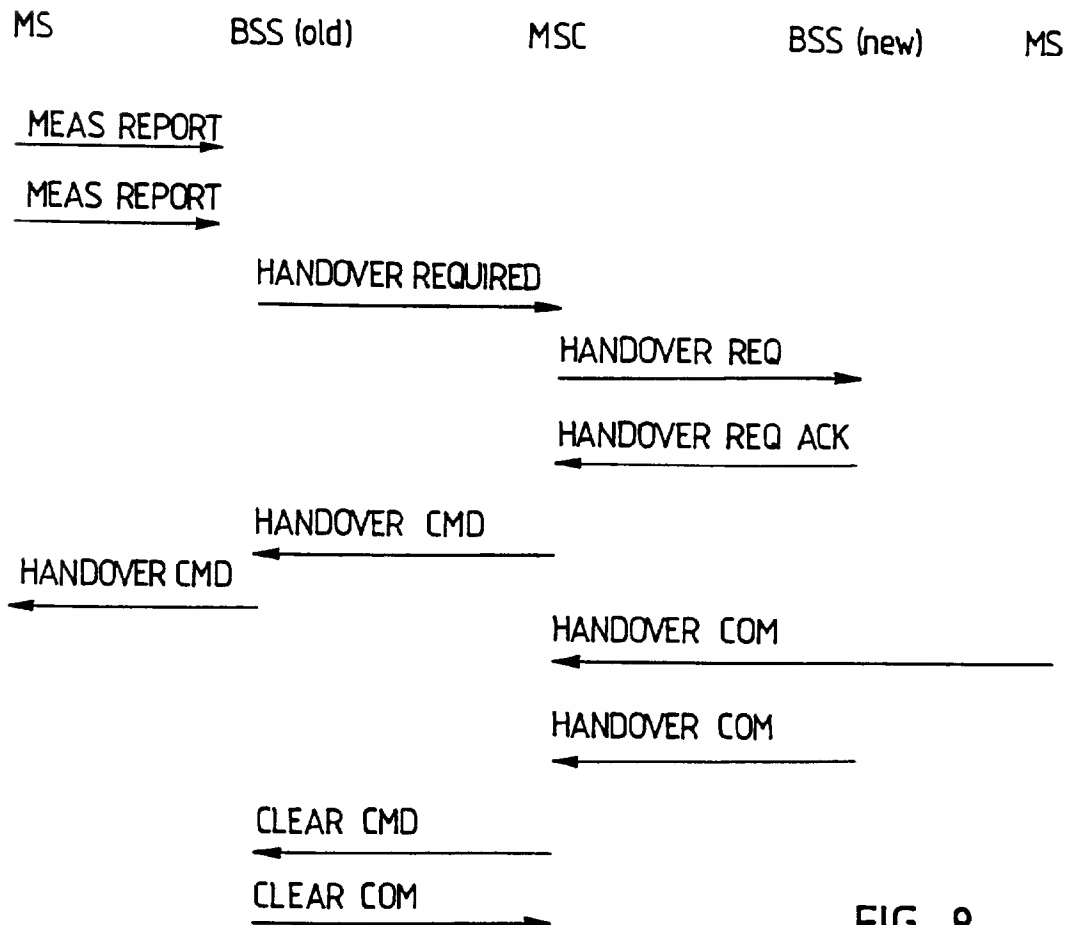 MS BSS (old) MSC BSS (new) MS
MEAS REPORT
MEAS REPORT
HANDOVER REQUIRED
HANDOVER REQ
HANDOVER REQ ACK
HANDOVER CMD
HANDOVER CMD
HANDOVER COM
HANDOVER COM
CLEAR CMD
CLEAR COM